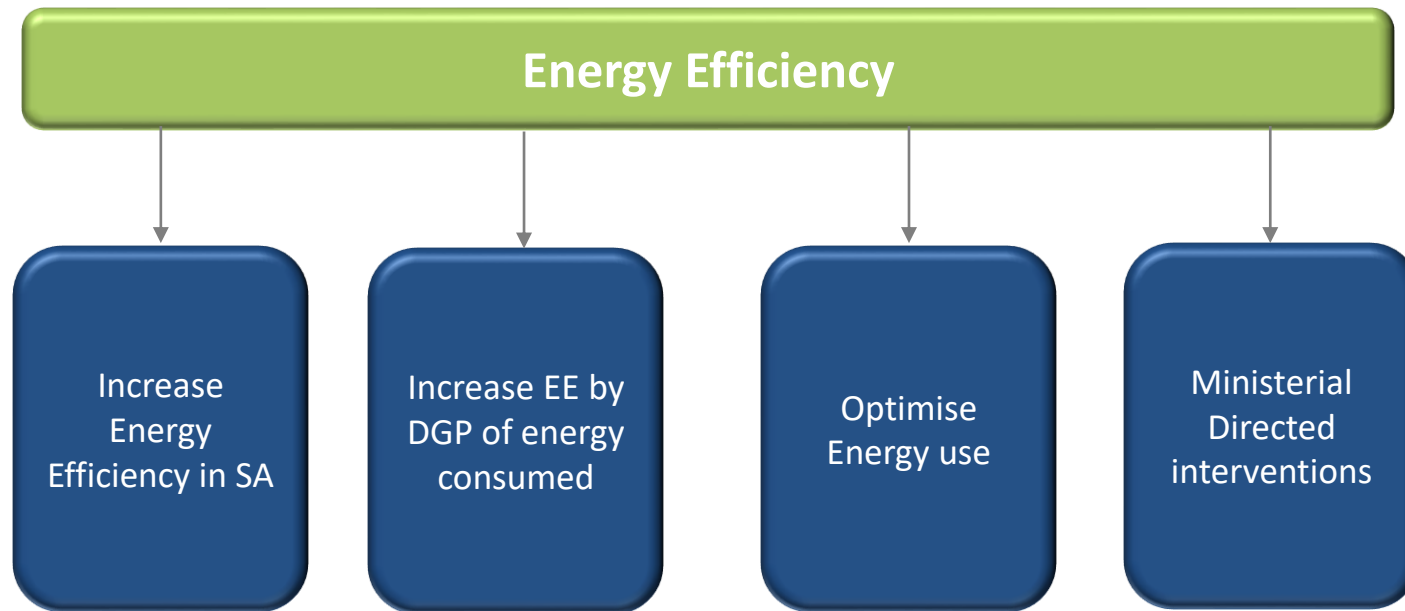 Energy Efficiency
Increase
Energy
Efficiency in SA
Increase EE by
DGP of energy
consumed
Optimise
Energy use
Ministerial
Directed
interventions